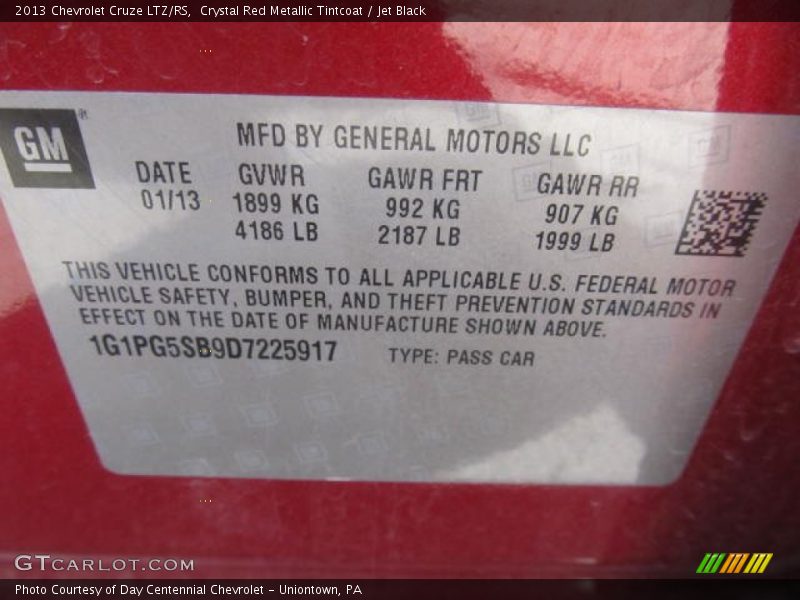 2013 Chevrolet Cruze LTZ/RS, Crystal Red Metallic Tintcoat / Jet Black
GM ®
MFD BY GENERAL MOTORS LLC
DATE GVWR GAWR FRT GAWR RR
01/13 1899 KG 992 KG 907 KG
4186 LB 2187 LB 1999 LB
THIS VEHICLE CONFORMS TO ALL APPLICABLE U.S. FEDERAL MOTOR
VEHICLE SAFETY, BUMPER, AND THEFT PREVENTION STANDARDS IN
EFFECT ON THE DATE OF MANUFACTURE SHOWN ABOVE.
1G1PG5SB9D7225917 TYPE: PASS CAR
GTCARLOT.COM
Photo Courtesy of Day Centennial Chevrolet - Uniontown, PA